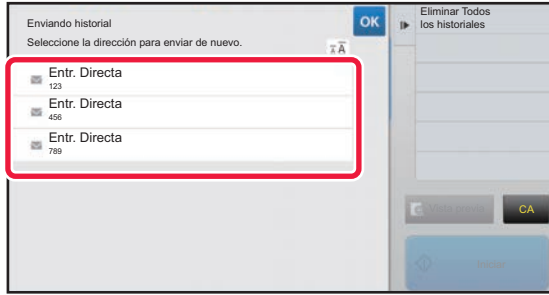 Enviando historial
OK
Seleccione la dirección para enviar de nuevo.
AA
Entr. Directa
123
Entr. Directa
456
Entr. Directa
789
Eliminar Todos
los historiales
CA